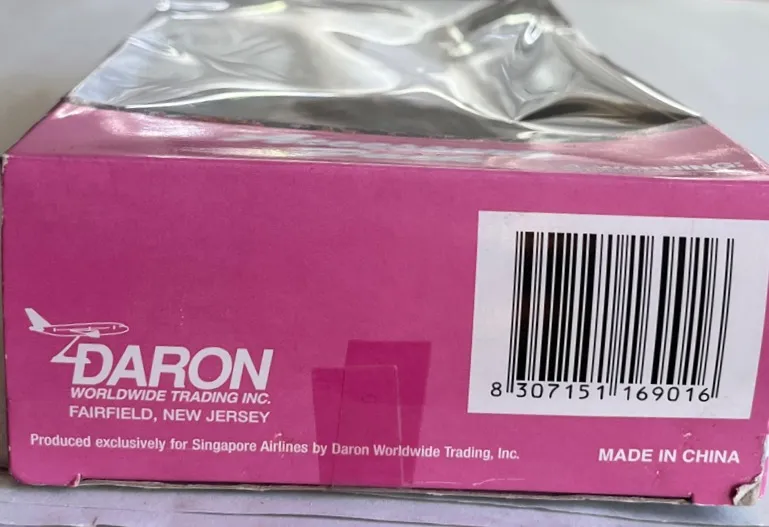 WARNING:
DARON
WORLDWIDE TRADING INC.
FAIRFIELD, NEW JERSEY
Produced exclusively for Singapore Airlines by Daron Worldwide Trading, Inc.
8 307151 169016
MADE IN CHINA